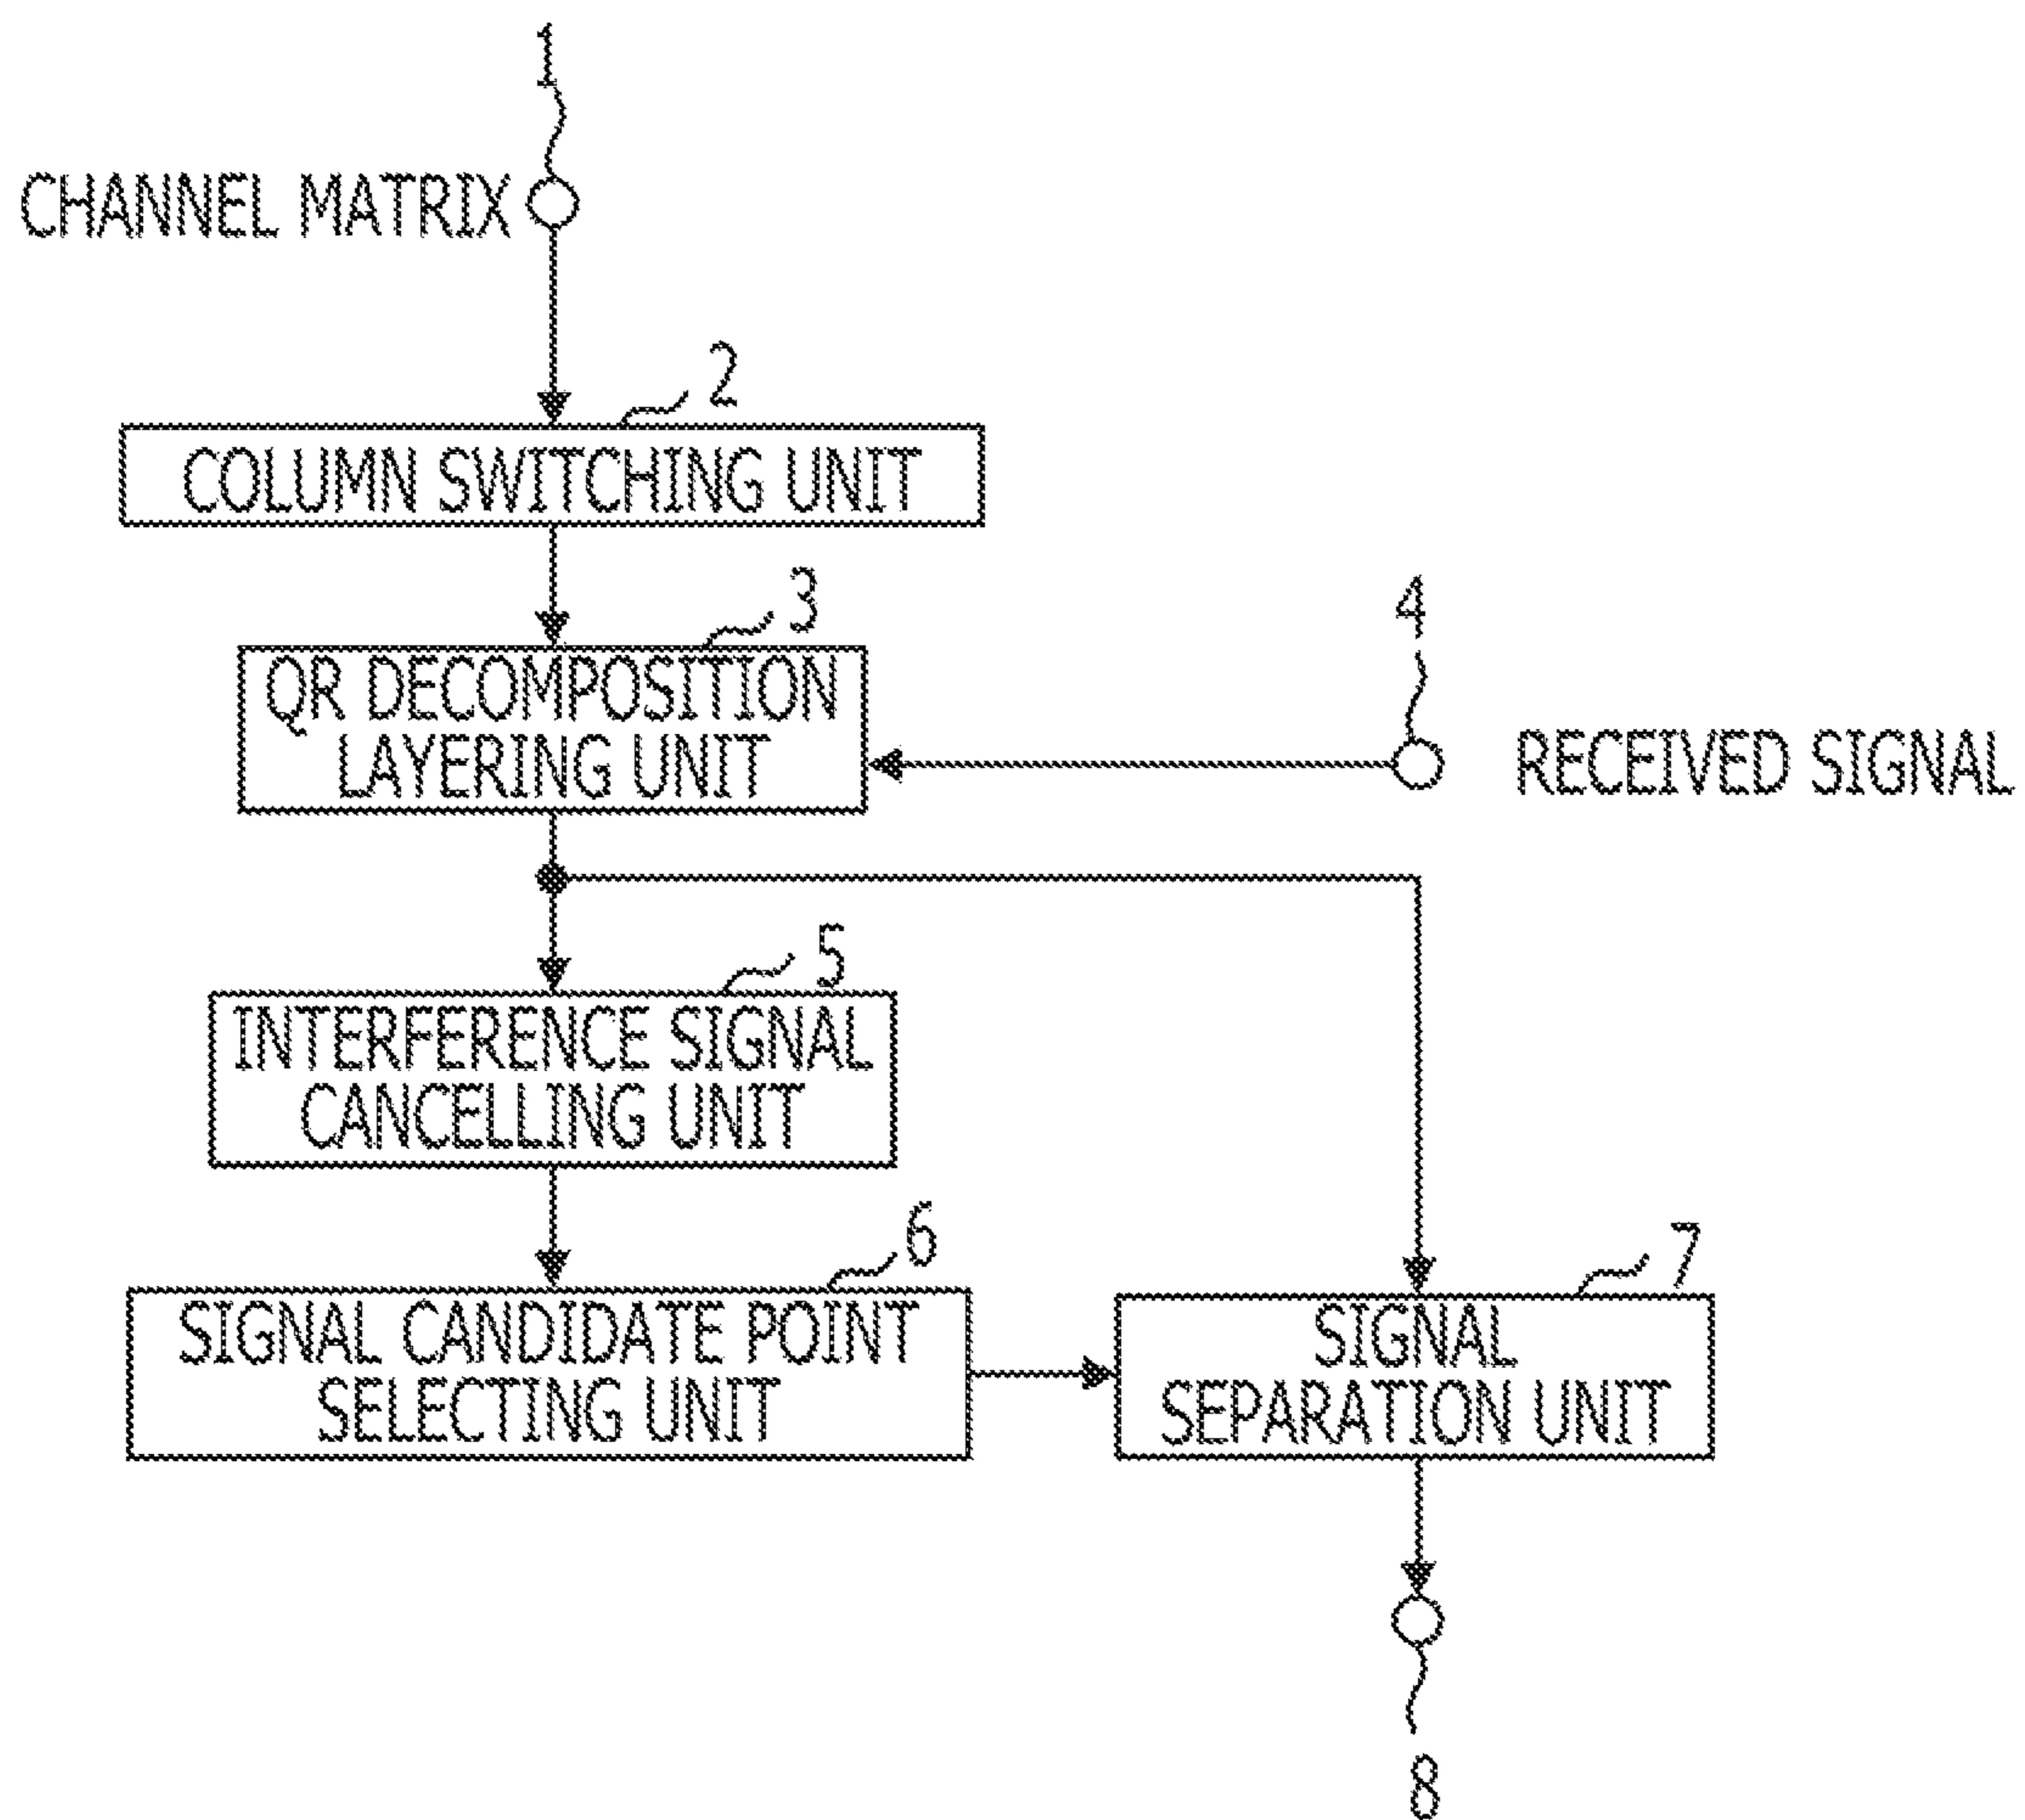 1
CHANNEL MATRIX
2
COLUMN SWITCHING UNIT
3
QR DECOMPOSITION
LAYERING UNIT
4
RECEIVED SIGNAL
5
INTERFERENCE SIGNAL
CANCELLING UNIT
6
SIGNAL CANDIDATE POINT
SELECTING UNIT
7
SIGNAL
SEPARATION UNIT
8